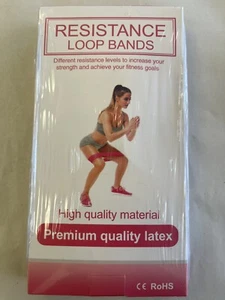 RESISTANCE
LOOP BANDS
Different resistance levels to increase your
strength and achieve your fitness goals
High quality material
Premium quality latex
CE RoHS